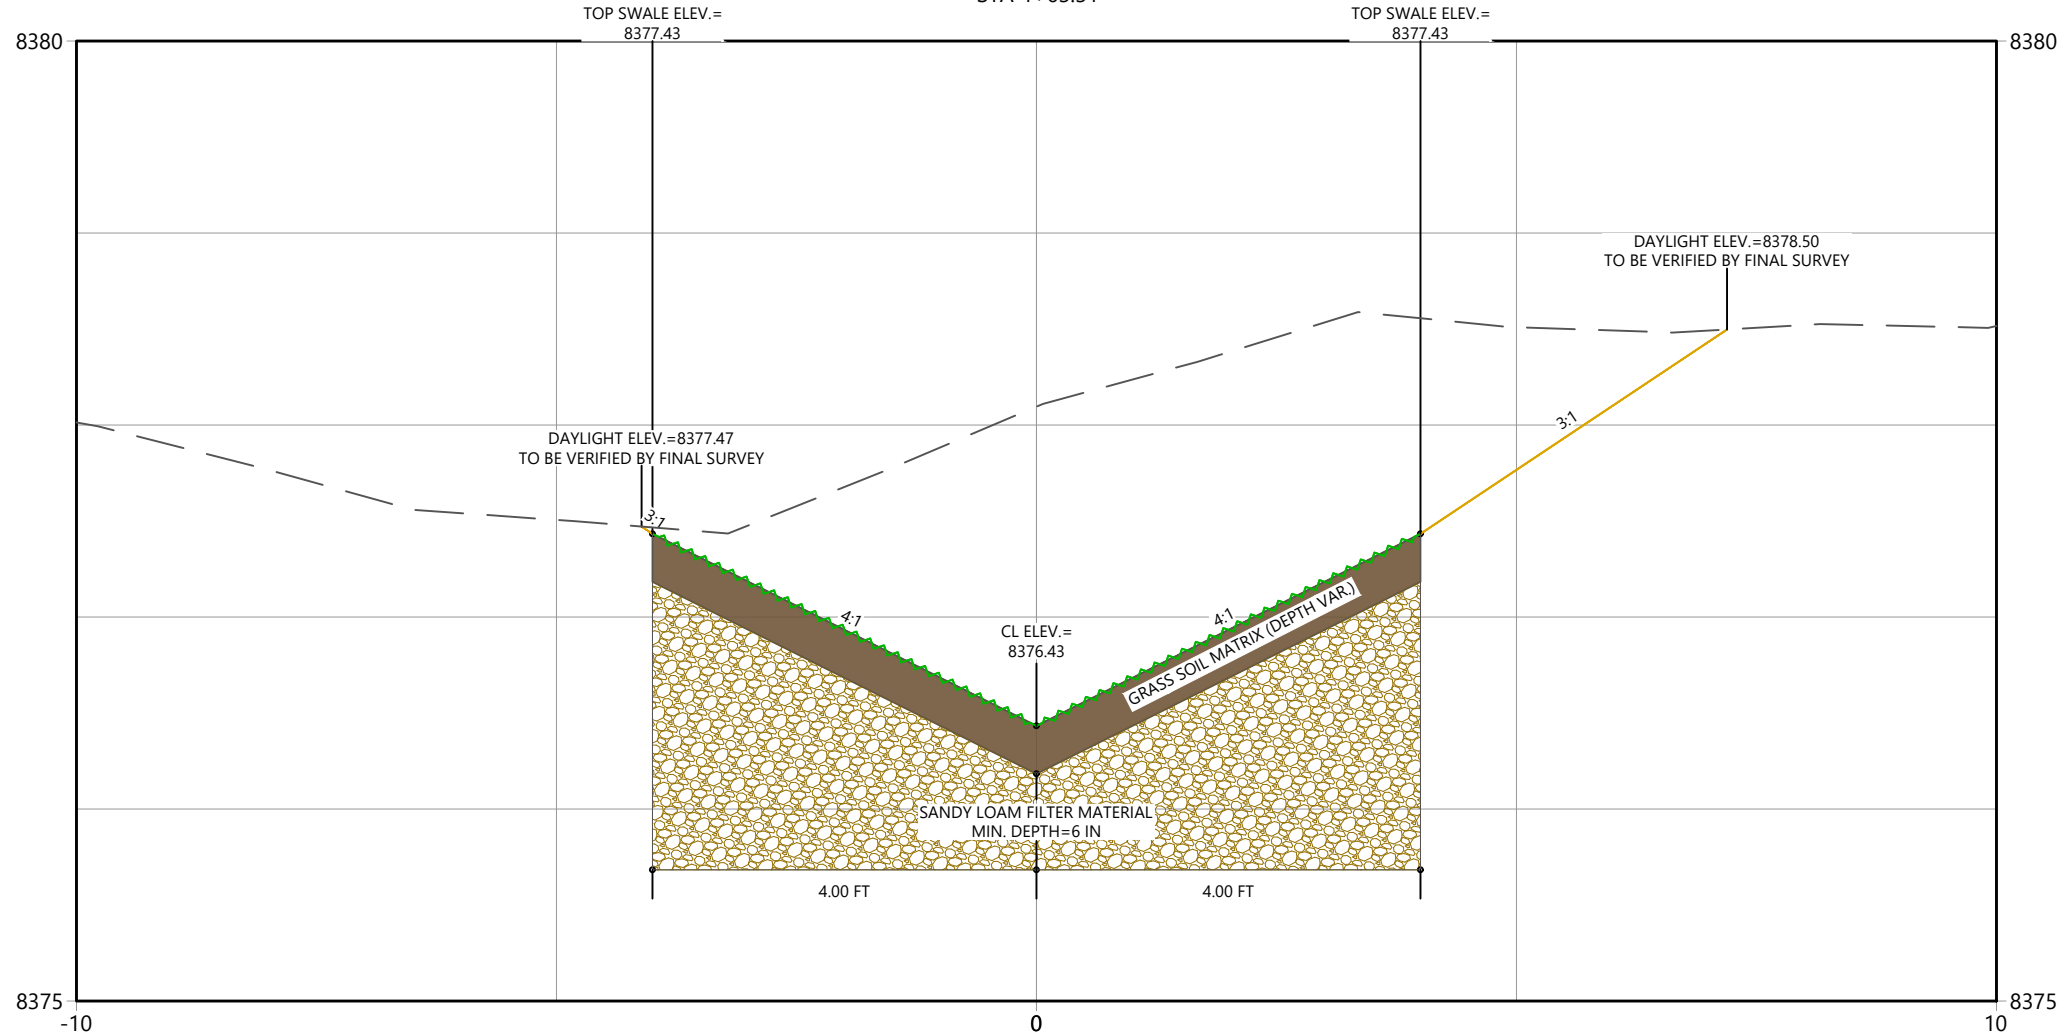 TOP SWALE ELEV.=
8377.43
TOP SWALE ELEV.=
8377.43
8380
8380
DAYLIGHT ELEV.=8378.50
TO BE VERIFIED BY FINAL SURVEY
3:1
DAYLIGHT ELEV.=8377.47
TO BE VERIFIED BY FINAL SURVEY
3:1
4:1
4:1
GRASS SOIL MATRIX (DEPTH VAR.)
CL ELEV.=
8376.43
SANDY LOAM FILTER MATERIAL
MIN. DEPTH=6 IN
4.00 FT
4.00 FT
8375
8375
-10
0
10